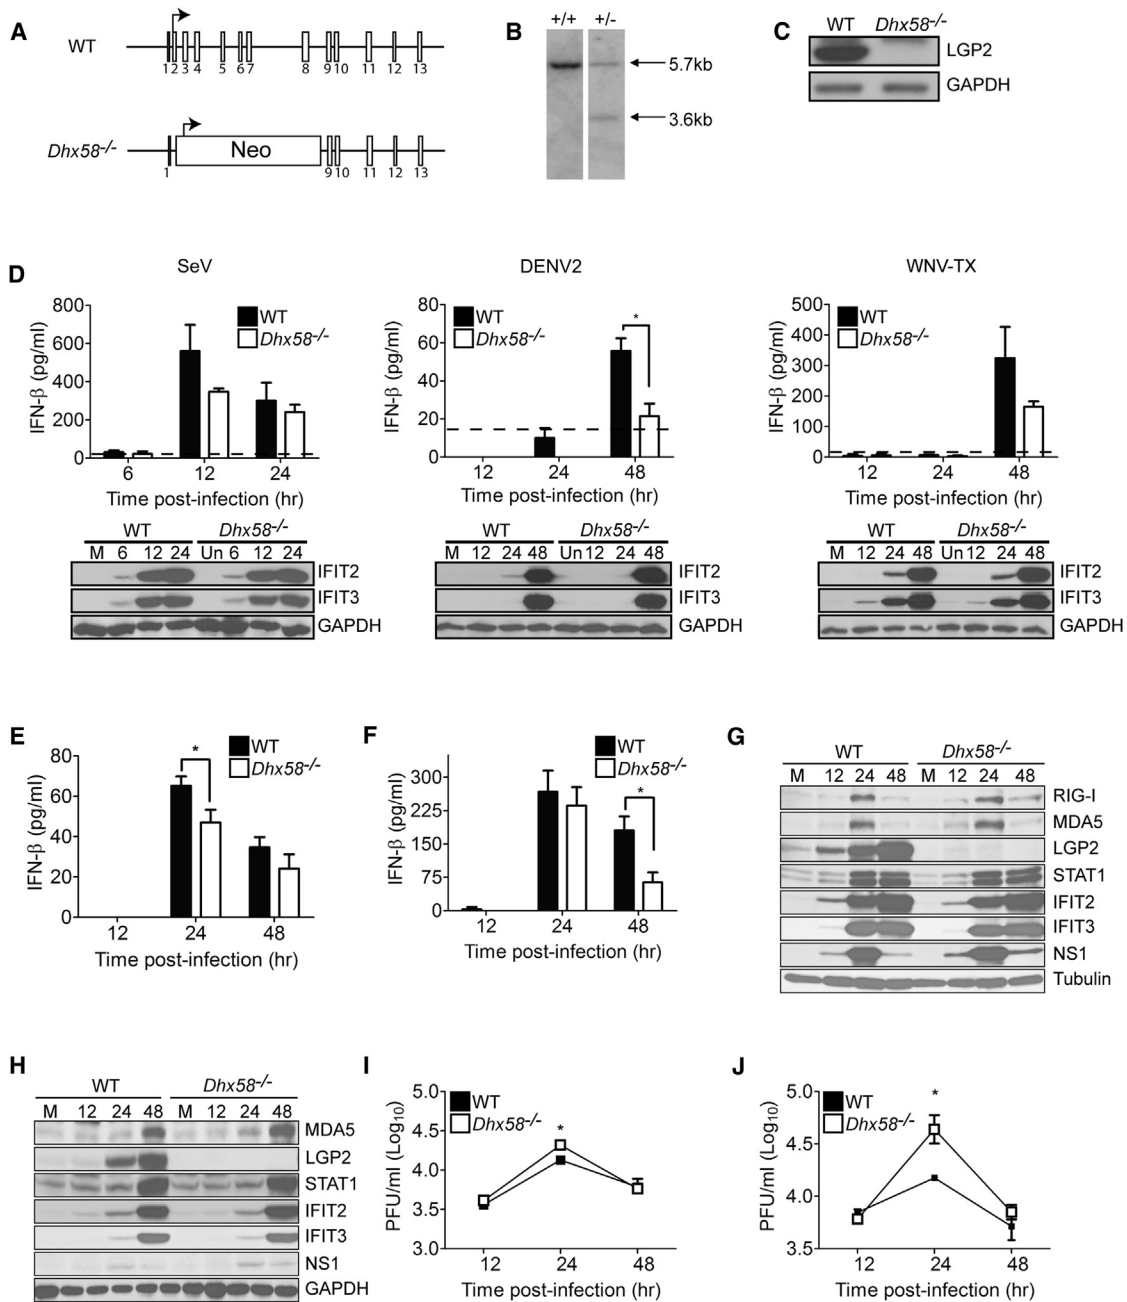 A
WT
1 2 3 4 5 6 7 8 9 10 11 12 13
Dhx58-/-
Neo
1 9 10 11 12 13
B
+/+ +/-
5.7kb
3.6kb
C
WT Dhx58-/-
LGP2
GAPDH
D
SeV
800
600
400
200
0
IFN-β (pg/ml)
WT
Dhx58-/-
6 12 24
Time post-infection (hr)
WT Dhx58-/-
M 6 12 24 Un 6 12 24
IFIT2
IFIT3
GAPDH
DENV2
80
60
40
20
0
IFN-β (pg/ml)
WT
Dhx58-/-
*
12 24 48
Time post-infection (hr)
WT Dhx58-/-
M 12 24 48 Un 12 24 48
IFIT2
IFIT3
GAPDH
WNV-TX
500
400
300
200
100
0
IFN-β (pg/ml)
WT
Dhx58-/-
12 24 48
Time post-infection (hr)
WT Dhx58-/-
M 12 24 48 Un 12 24 48
IFIT2
IFIT3
GAPDH
E
80
60
40
20
0
IFN-β (pg/ml)
WT
Dhx58-/-
*
12 24 48
Time post-infection (hr)
F
300
225
150
75
0
IFN-β (pg/ml)
WT
Dhx58-/-
*
12 24 48
Time post-infection (hr)
G
WT Dhx58-/-
M 12 24 48 M 12 24 48
RIG-I
MDA5
LGP2
STAT1
IFIT2
IFIT3
NS1
Tubulin
H
WT Dhx58-/-
M 12 24 48 M 12 24 48
MDA5
LGP2
STAT1
IFIT2
IFIT3
NS1
GAPDH
I
5.0
4.5
4.0
3.5
3.0
PFU/ml (Log10)
WT
Dhx58-/-
*
12 24 48
Time post-infection (hr)
J
5.0
4.5
4.0
3.5
PFU/ml (Log10)
WT
Dhx58-/-
*
12 24 48
Time post-infection (hr)